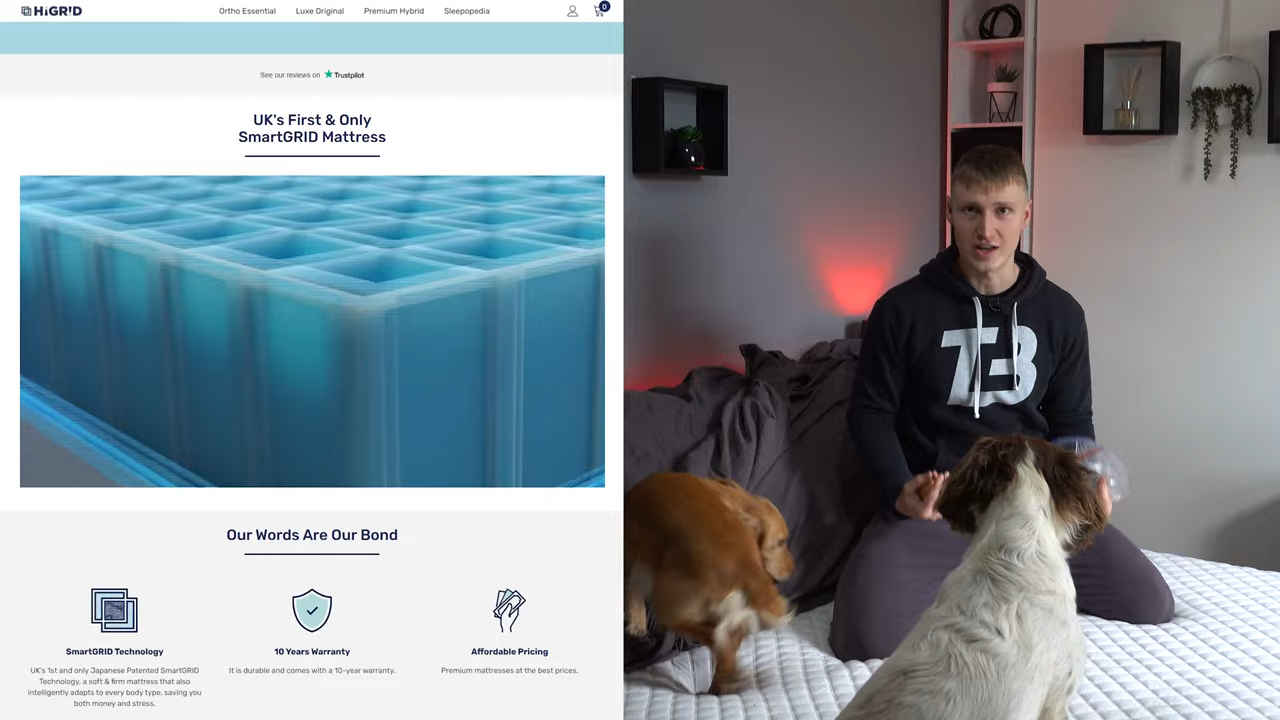 HiGRID
Ortho Essential
Luxe Original
Premium Hybrid
Sleepopedia
0
See our reviews on Trustpilot
UK's First & Only
SmartGRID Mattress
Our Words Are Our Bond
SmartGRID Technology
UK's 1st and only Japanese Patented SmartGRID
Technology, a soft & firm mattress that also
intelligently adapts to every body type, saving you
both money and stress.
10 Years Warranty
It is durable and comes with a 10-year warranty.
Affordable Pricing
Premium mattresses at the best prices.
TB